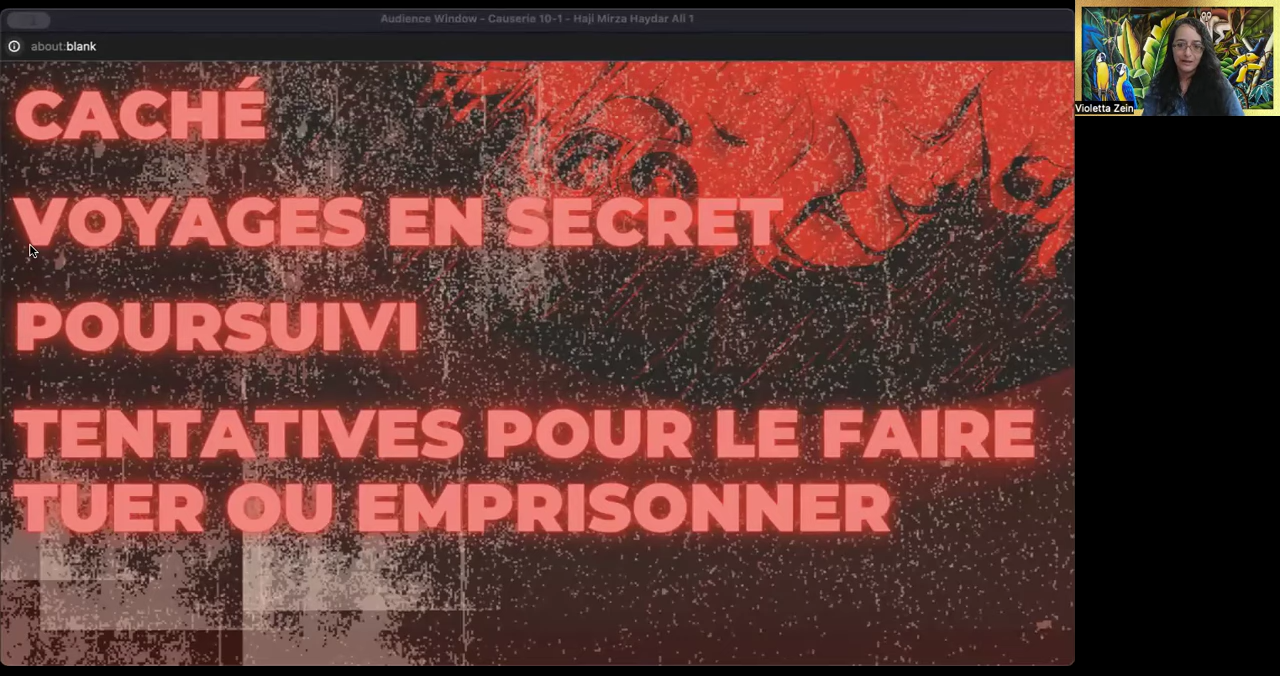 Audience Window - Causerie 10-1 - Haji Mirza Haydar Ali 1
about:blank
CACHÉ
VOYAGES EN SECRET
POURSUIVI
TENTATIVES POUR LE FAIRE
TUER OU EMPRISONNER
Violetta Zein